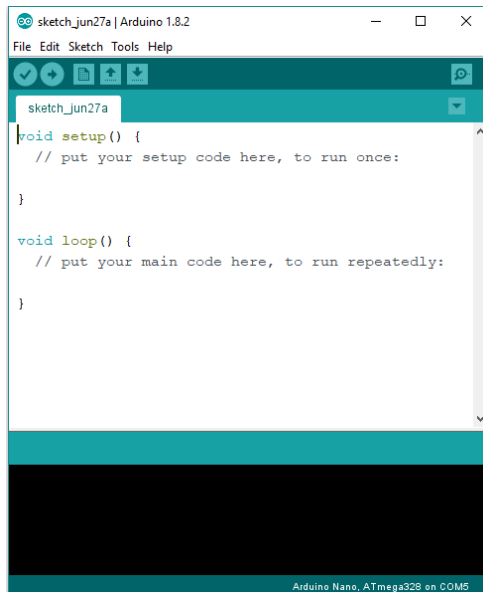 sketch_jun27a | Arduino 1.8.2
File Edit Sketch Tools Help
sketch_jun27a
void setup() {
  // put your setup code here, to run once:

}

void loop() {
  // put your main code here, to run repeatedly:

}
Arduino Nano, ATmega328 on COM5